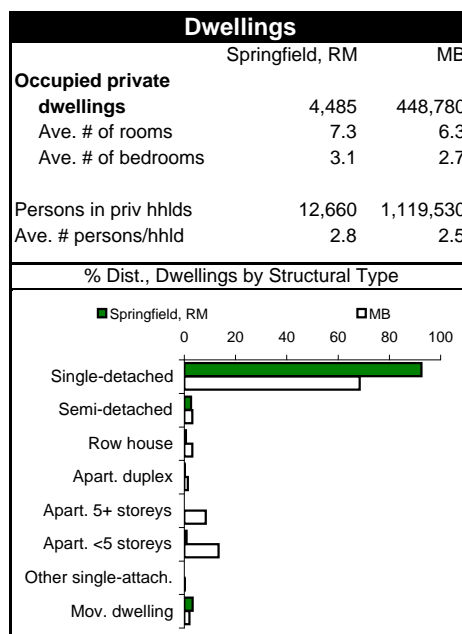 Dwellings
Springfield, RM MB
Occupied private
dwellings 4,485 448,780
Ave. # of rooms 7.3 6.3
Ave. # of bedrooms 3.1 2.7
Persons in priv hhlds 12,660 1,119,530
Ave. # persons/hhld 2.8 2.5
% Dist., Dwellings by Structural Type
Springfield, RM MB
0 20 40 60 80 100
Single-detached
Semi-detached
Row house
Apart. duplex
Apart. 5+ storeys
Apart. <5 storeys
Other single-attach.
Mov. dwelling